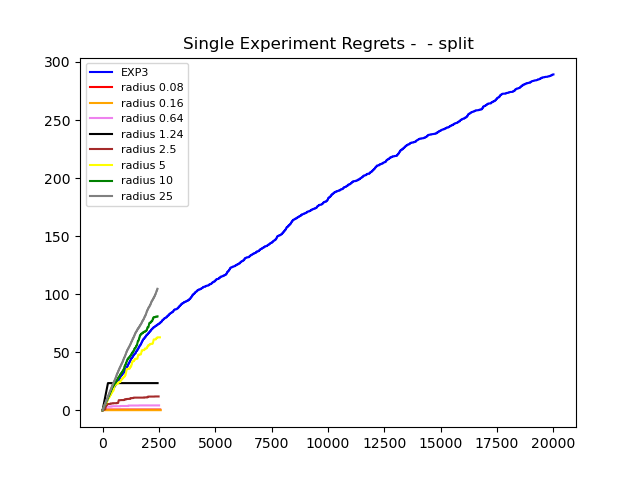 Single Experiment Regrets -  - split
300
250
200
150
100
50
0
EXP3
radius 0.08
radius 0.16
radius 0.64
radius 1.24
radius 2.5
radius 5
radius 10
radius 25
0 2500 5000 7500 10000 12500 15000 17500 20000